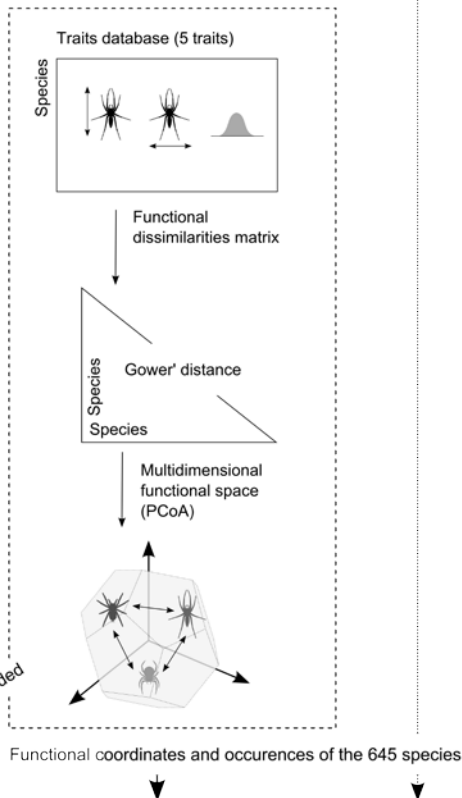 Traits database (5 traits)
Species
Functional
dissimilarities matrix
Gower' distance
Species
Species
Multidimensional
functional space
(PCoA)
Functional coordinates and occurences of the 645 species